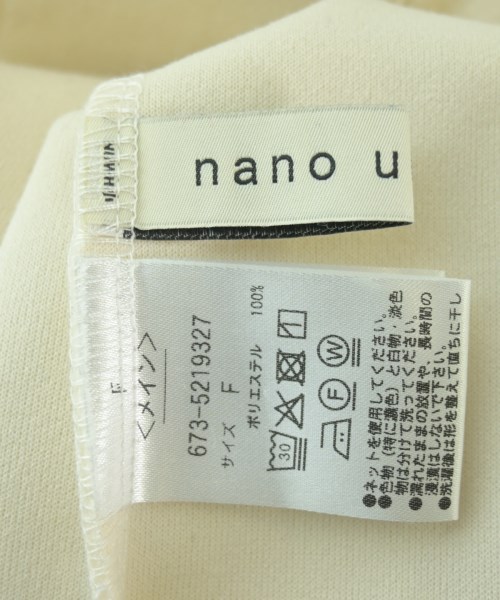 nano u
<メイン>
673-5219327
サイズ F
ポリエステル 100%
30
F
W
●ネットを使用してください。
●色物(特に濃色)と白物・淡色
物は分けて洗ってください。
●濡れたままの放置や、長時間の
浸漬はしないで下さい。
●洗濯後は形を整えて直ちに干し